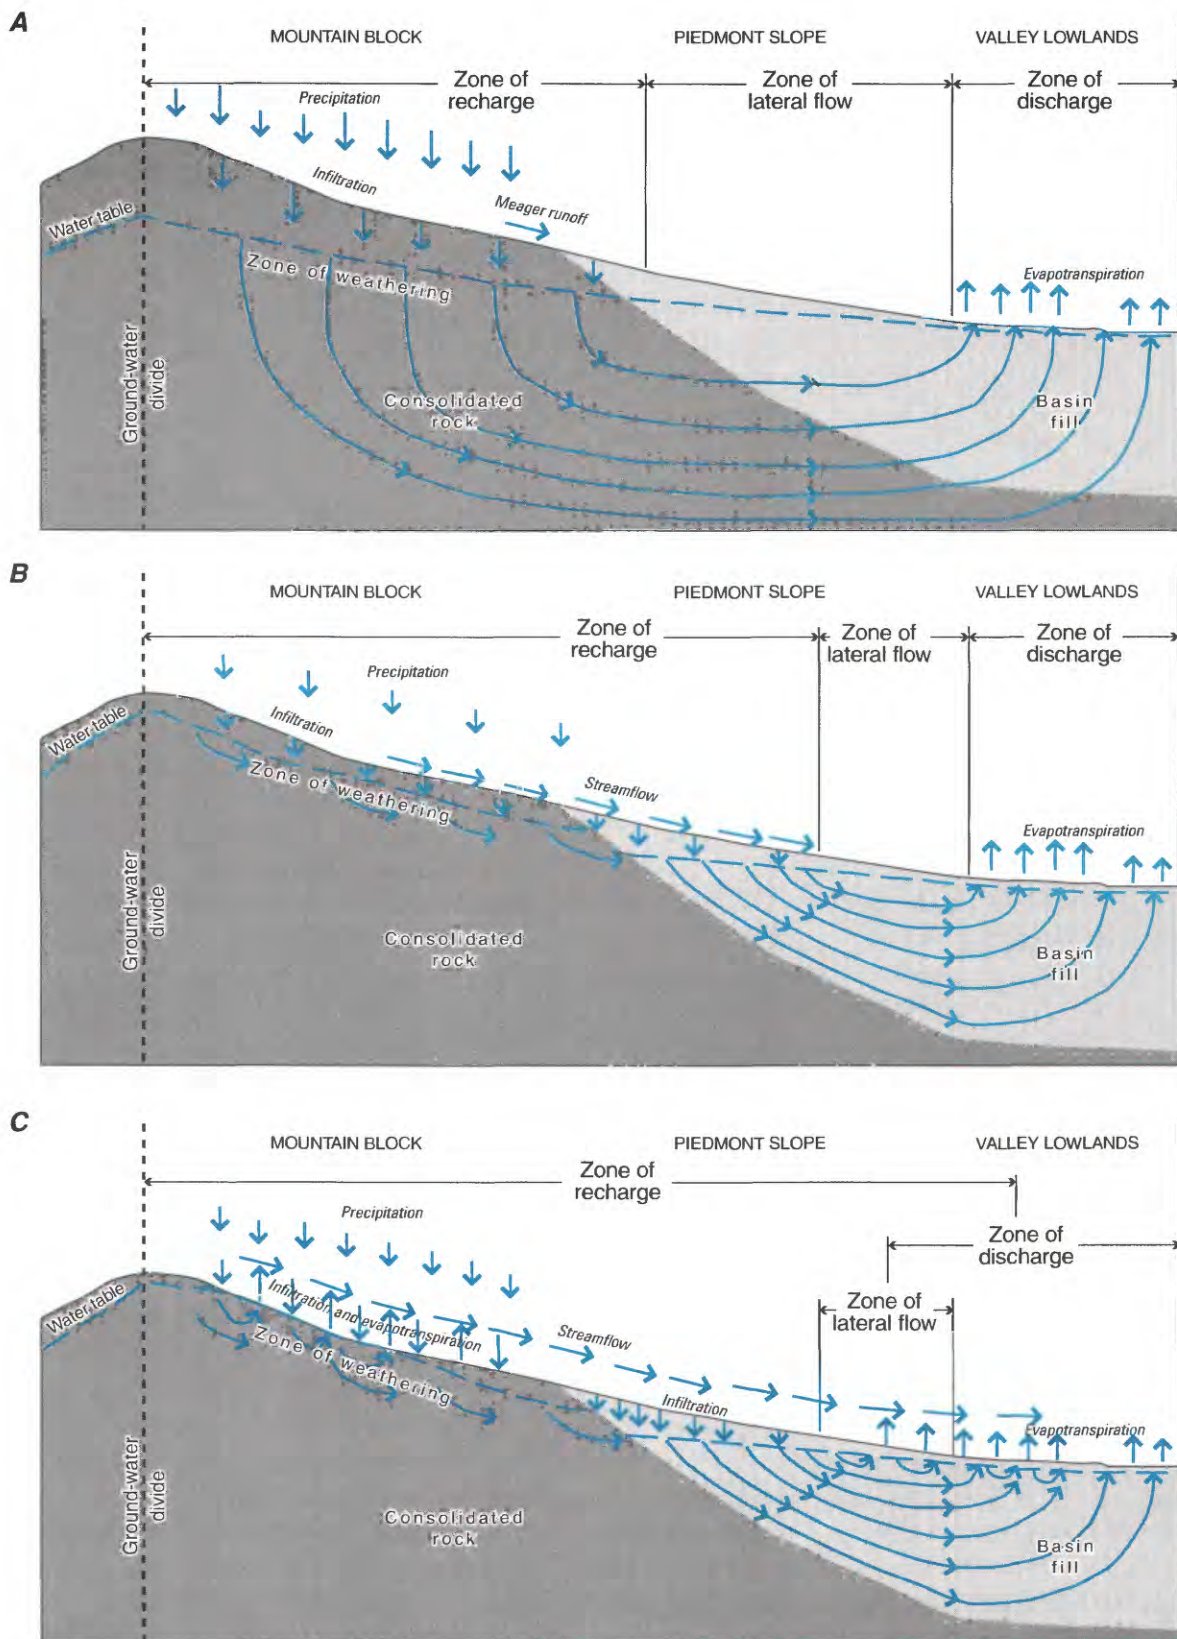 A
MOUNTAIN BLOCK
PIEDMONT SLOPE
VALLEY LOWLANDS
Zone of
recharge
Zone of
lateral flow
Zone of
discharge
Precipitation
Infiltration
Meager runoff
Water table
Zone of weathering
Evapotranspiration
Ground-water
divide
Consolidated
rock
Basin
fill
B
MOUNTAIN BLOCK
PIEDMONT SLOPE
VALLEY LOWLANDS
Zone of
recharge
Zone of
lateral flow
Zone of
discharge
Precipitation
Infiltration
Water table
Zone of weathering
Streamflow
Evapotranspiration
Ground-water
divide
Consolidated
rock
Basin
fill
C
MOUNTAIN BLOCK
PIEDMONT SLOPE
VALLEY LOWLANDS
Zone of
recharge
Zone of
discharge
Precipitation
Zone of
lateral flow
Water table
Infiltration and evapotranspiration
Streamflow
Zone of weathering
Infiltration
Evapotranspiration
Ground-water
divide
Consolidated
rock
Basin
fill